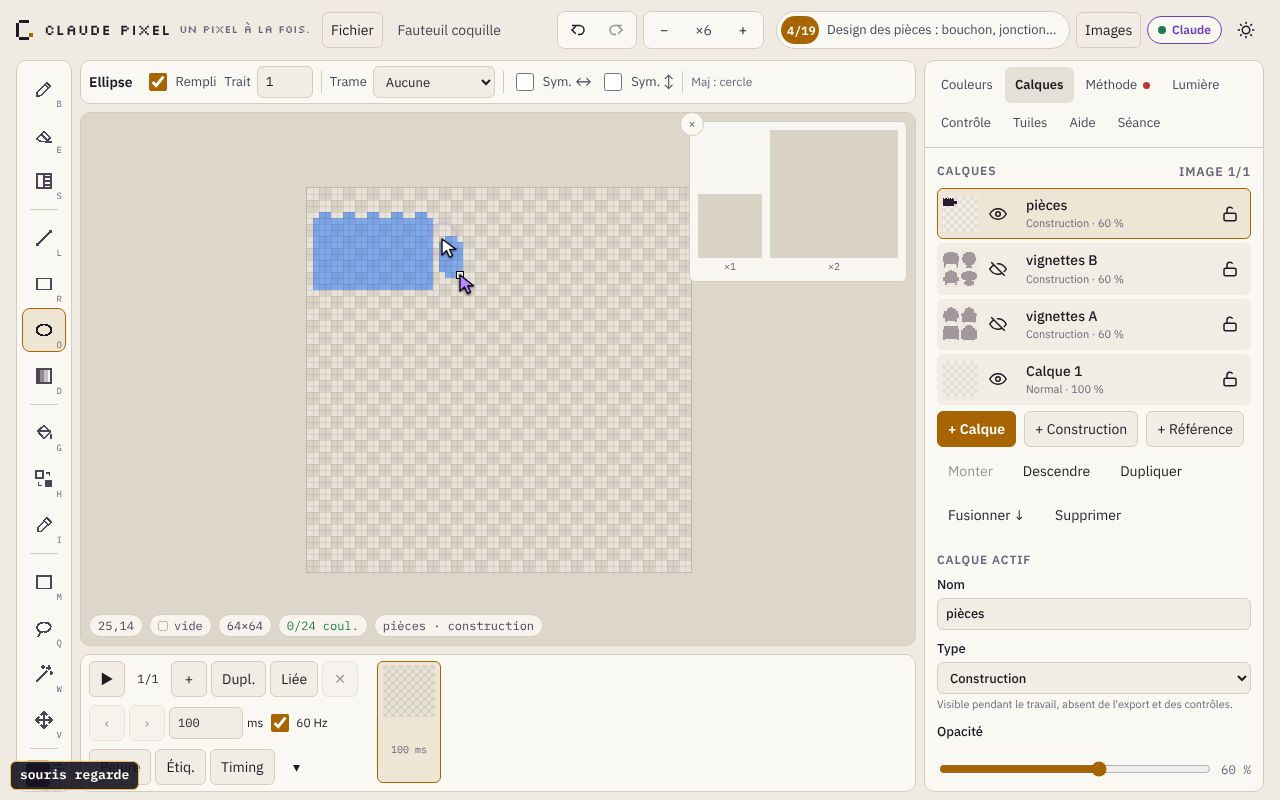 CLAUDE PIXEL UN PIXEL À LA FOIS. Fichier Fauteuil coquille − ×6 + 4/19 Design des pièces : bouchon, jonction… Images Claude
Ellipse Rempli Trait 1 Trame Aucune Sym. ↔ Sym. ↕ Maj : cercle
B
E
S
L
R
O
D
G
H
I
M
Q
W
V
×
×1 ×2
25,14 vide 64×64 0/24 coul. pièces · construction
1/1 + Dupl. Liée ×
‹ › 100 ms 60 Hz
Étiq. Timing ▼
100 ms
souris regarde
Couleurs Calques Méthode Lumière
Contrôle Tuiles Aide Séance
CALQUES IMAGE 1/1
pièces
Construction · 60 %
vignettes B
Construction · 60 %
vignettes A
Construction · 60 %
Calque 1
Normal · 100 %
+ Calque + Construction + Référence
Monter Descendre Dupliquer
Fusionner ↓ Supprimer
CALQUE ACTIF
Nom
pièces
Type
Construction
Visible pendant le travail, absent de l'export et des contrôles.
Opacité
60 %